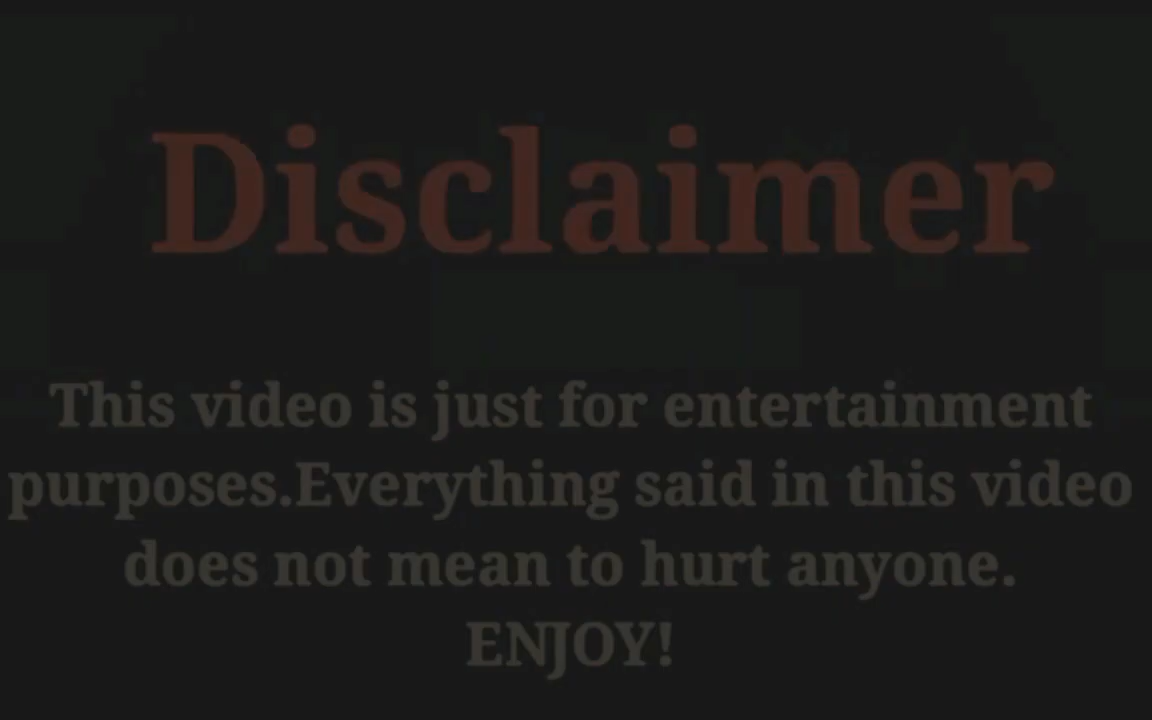 Disclaimer
This video is just for entertainment
purposes.Everything said in this video
does not mean to hurt anyone.
ENJOY!